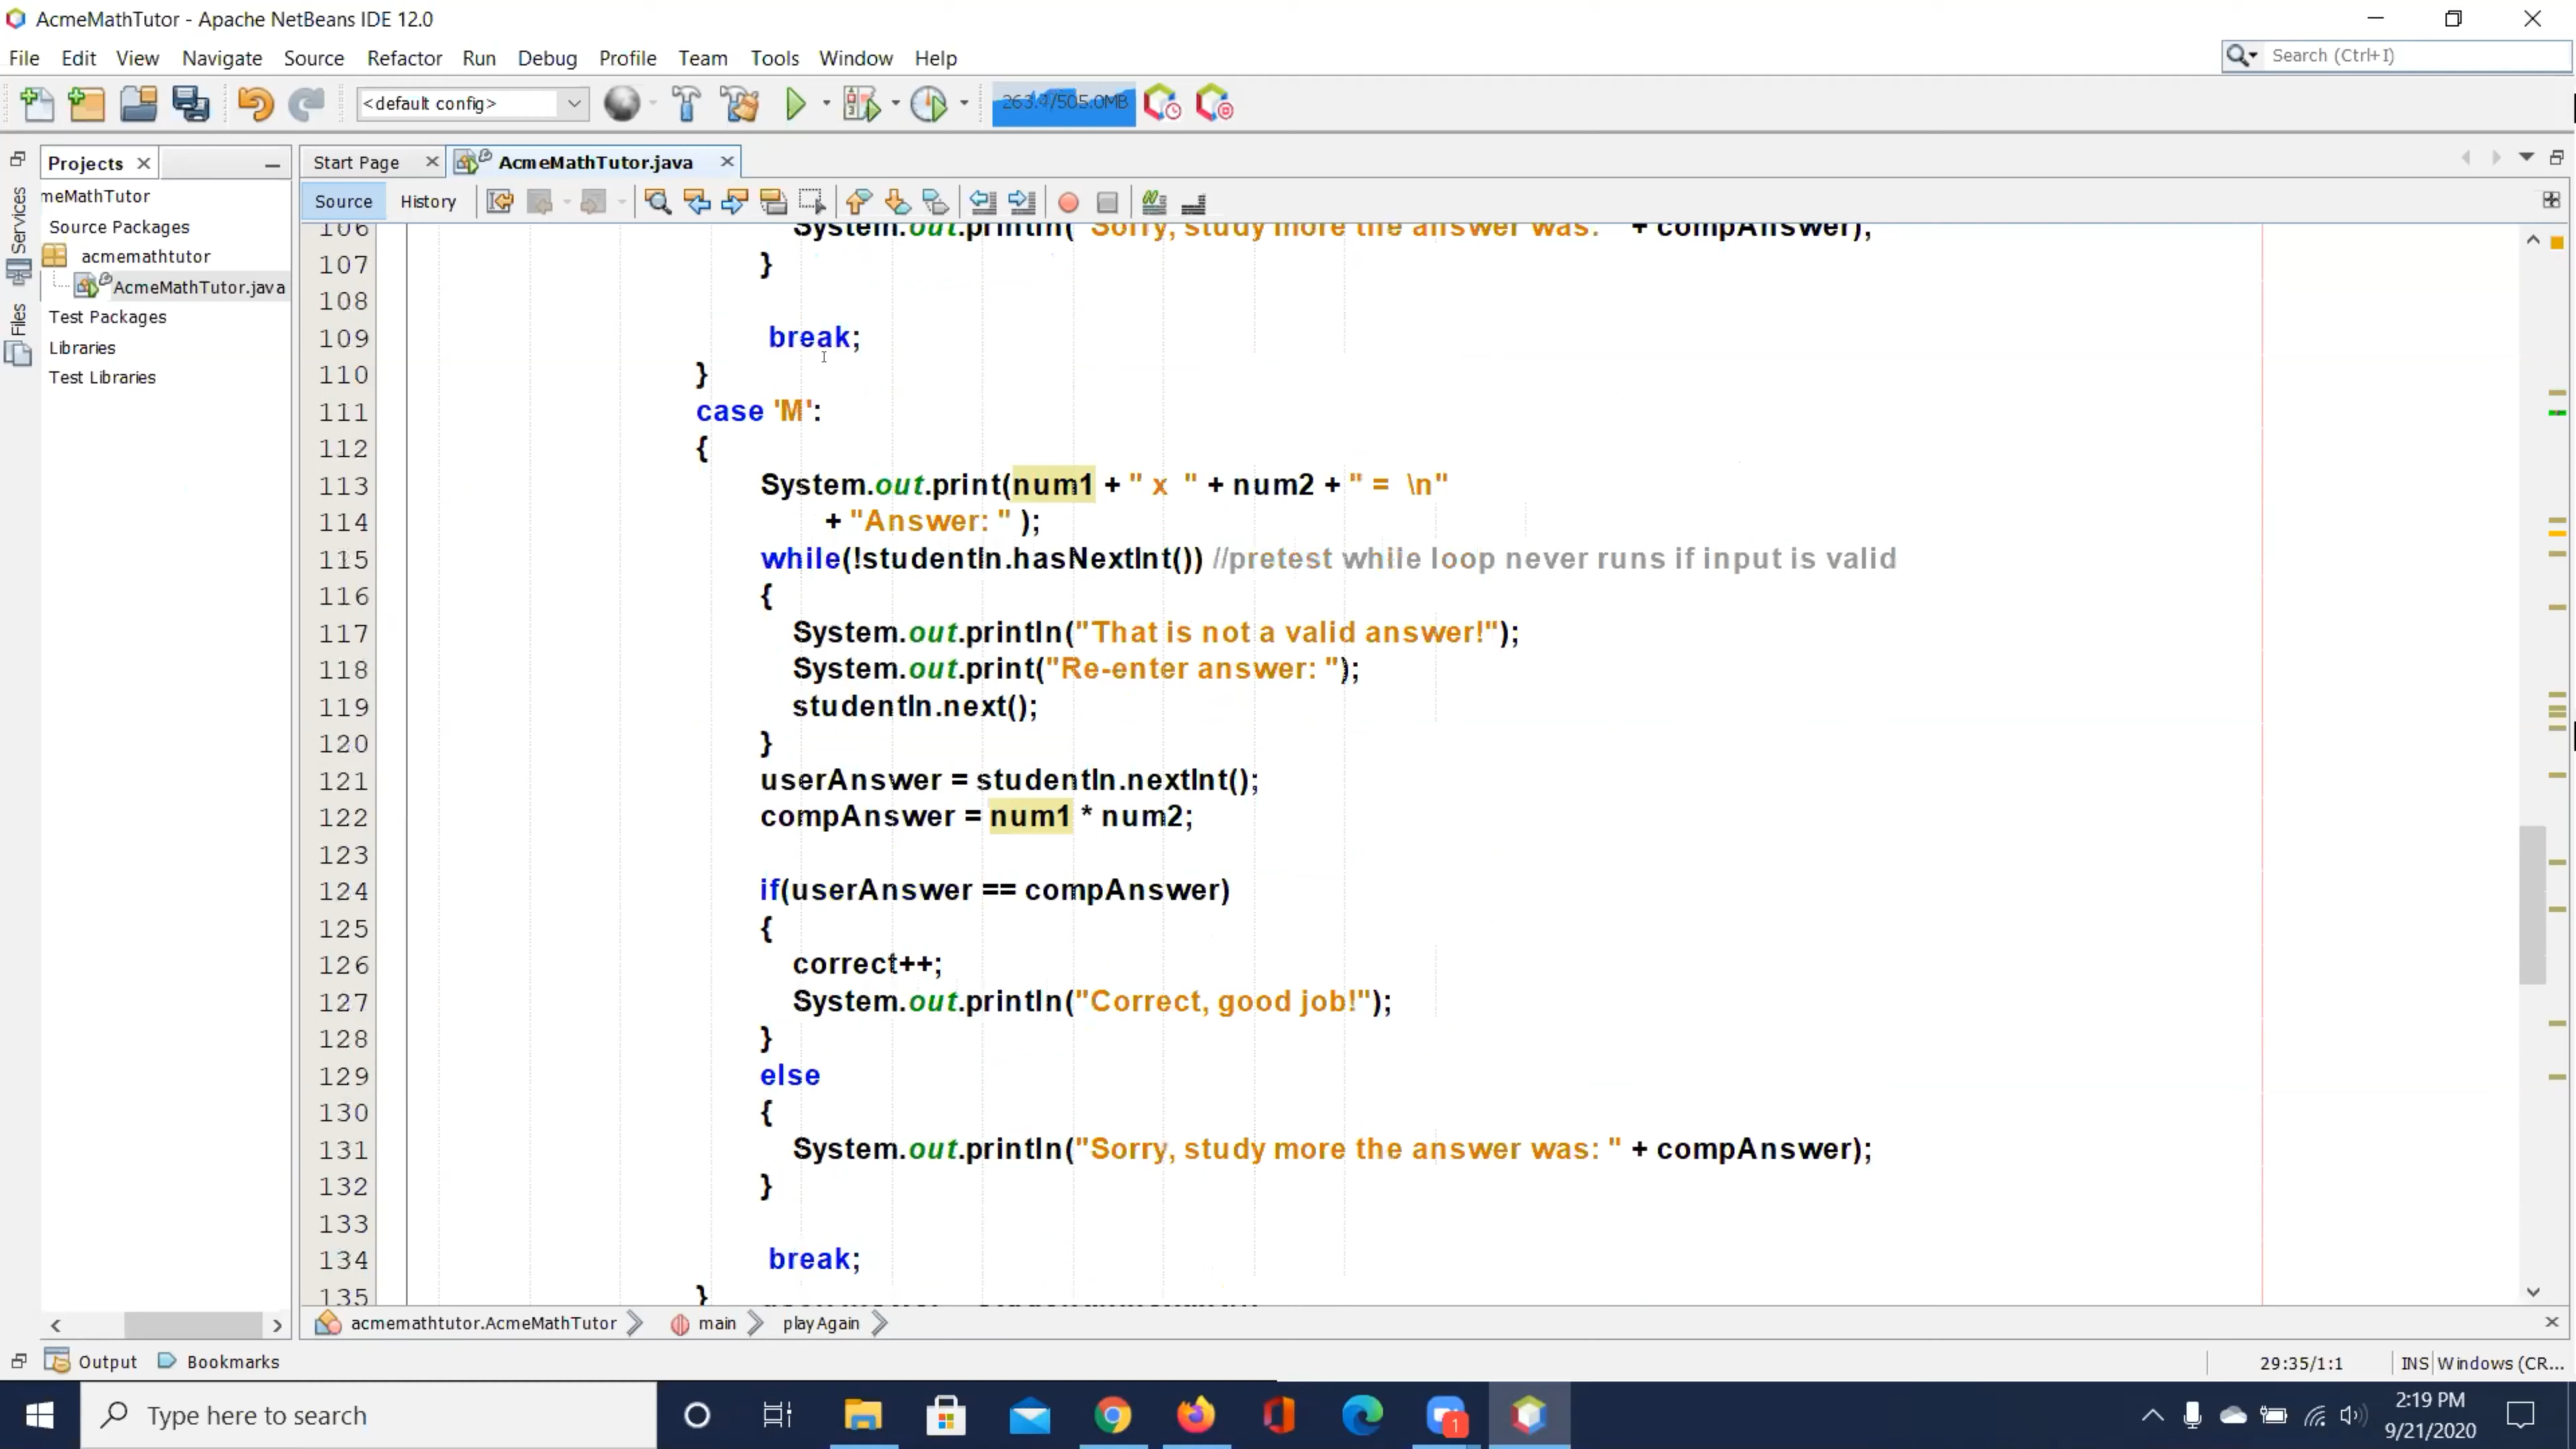 AcmeMathTutor - Apache NetBeans IDE 12.0
File Edit View Navigate Source Refactor Run Debug Profile Team Tools Window Help
Search (Ctrl+I)
<default config>
263.4/505.0MB
Projects
Start Page
AcmeMathTutor.java
Services
Files
meMathTutor
Source Packages
acmemathtutor
AcmeMathTutor.java
Test Packages
Libraries
Test Libraries
Source History
106 System.out.println("Sorry, study more the answer was: " + compAnswer);
107 }
108
109 break;
110 }
111 case 'M':
112 {
113 System.out.print(num1 + " x  " + num2 + " =  \n"
114 + "Answer: " );
115 while(!studentIn.hasNextInt()) //pretest while loop never runs if input is valid
116 {
117 System.out.println("That is not a valid answer!");
118 System.out.print("Re-enter answer: ");
119 studentIn.next();
120 }
121 userAnswer = studentIn.nextInt();
122 compAnswer = num1 * num2;
123
124 if(userAnswer == compAnswer)
125 {
126 correct++;
127 System.out.println("Correct, good job!");
128 }
129 else
130 {
131 System.out.println("Sorry, study more the answer was: " + compAnswer);
132 }
133
134 break;
135 }
acmemathtutor.AcmeMathTutor main playAgain
Output Bookmarks
29:35/1:1 INS Windows (CR...
Type here to search
1
2:19 PM
9/21/2020